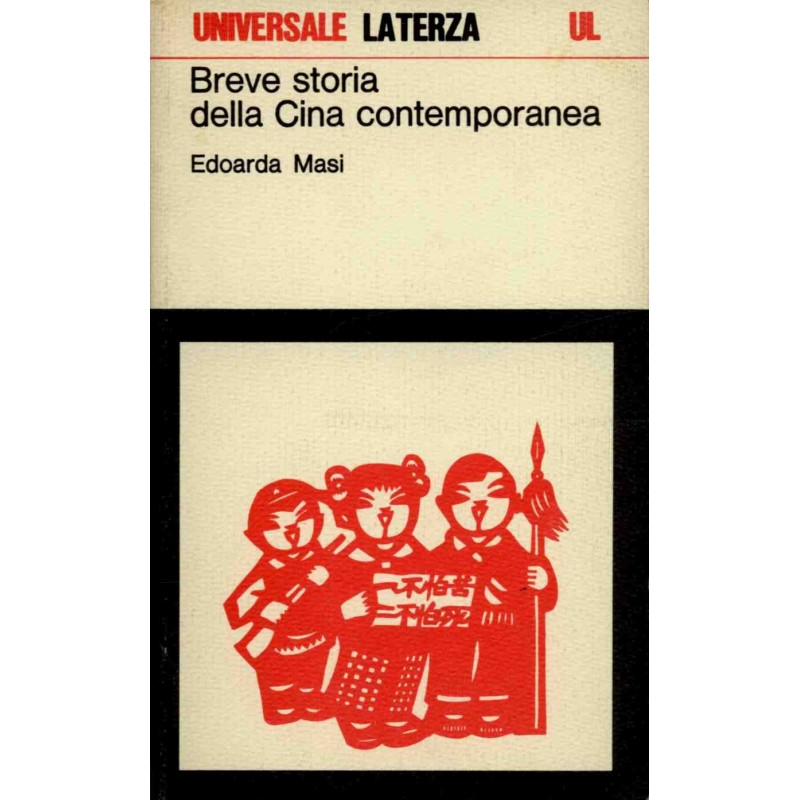 UNIVERSALE LATERZA UL
Breve storia
della Cina contemporanea
Edoarda Masi
一不怕苦
二不怕死